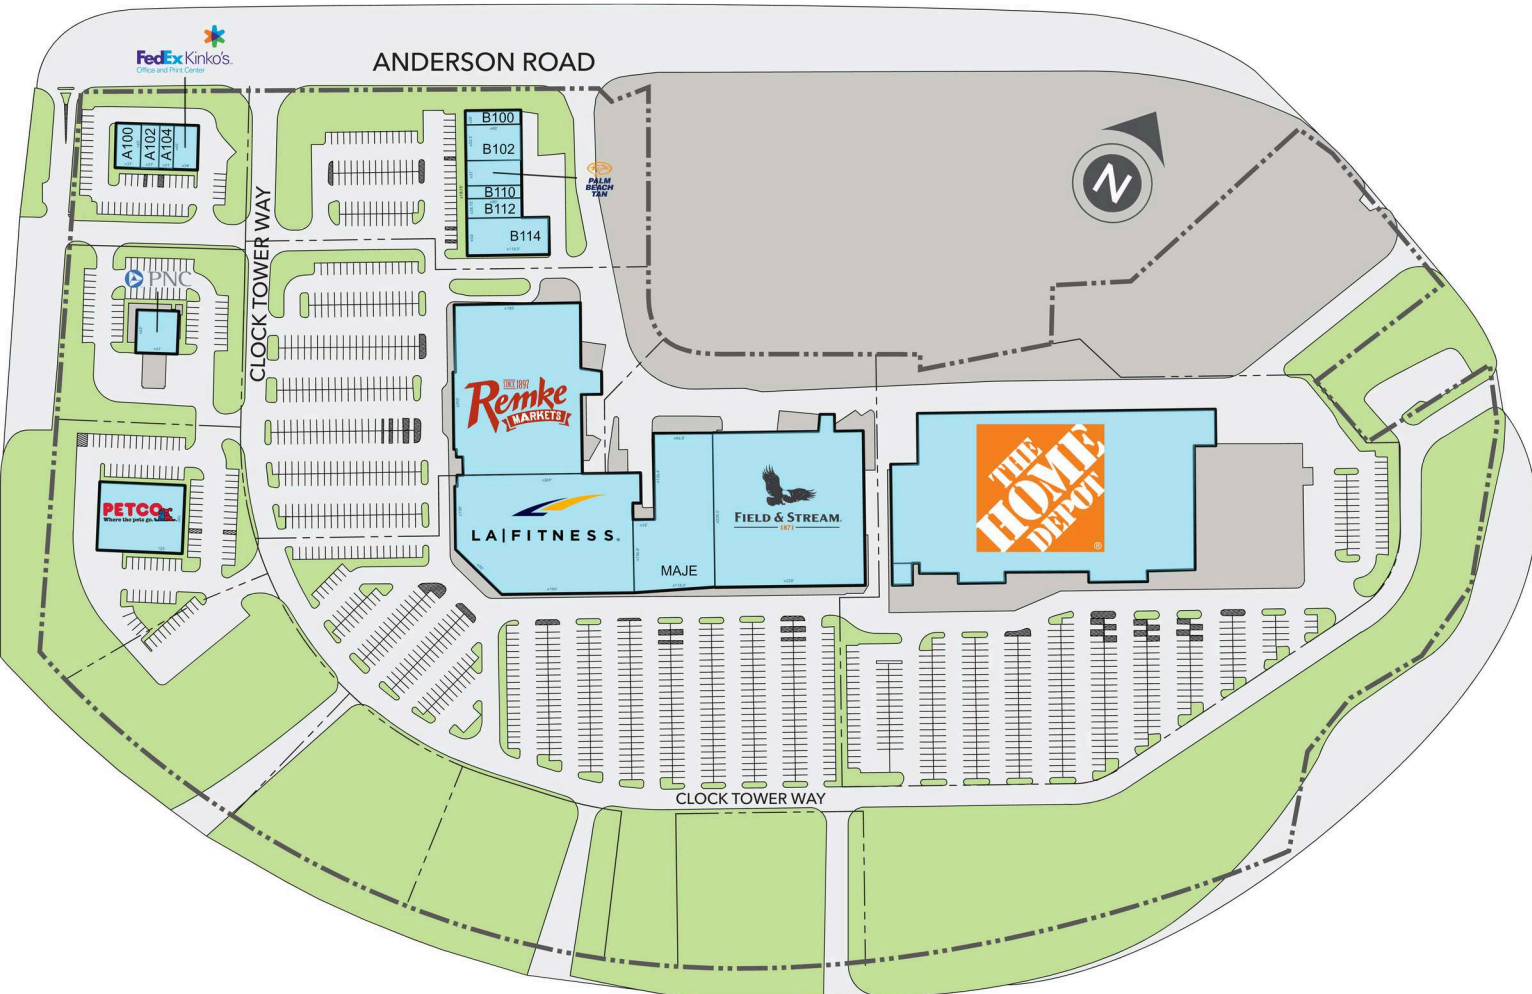 FedEx Kinko's.
Office and Print Center
ANDERSON ROAD
A100
A102
A104
B100
B102
B110
B112
B114
PALM
BEACH
TAN
N
CLOCK TOWER WAY
PNC
SINCE 1897
Remke
MARKETS
PETCO
Where the pets go.
LA|FITNESS.
MAJE
FIELD & STREAM.
1871
THE
HOME
DEPOT
®
CLOCK TOWER WAY